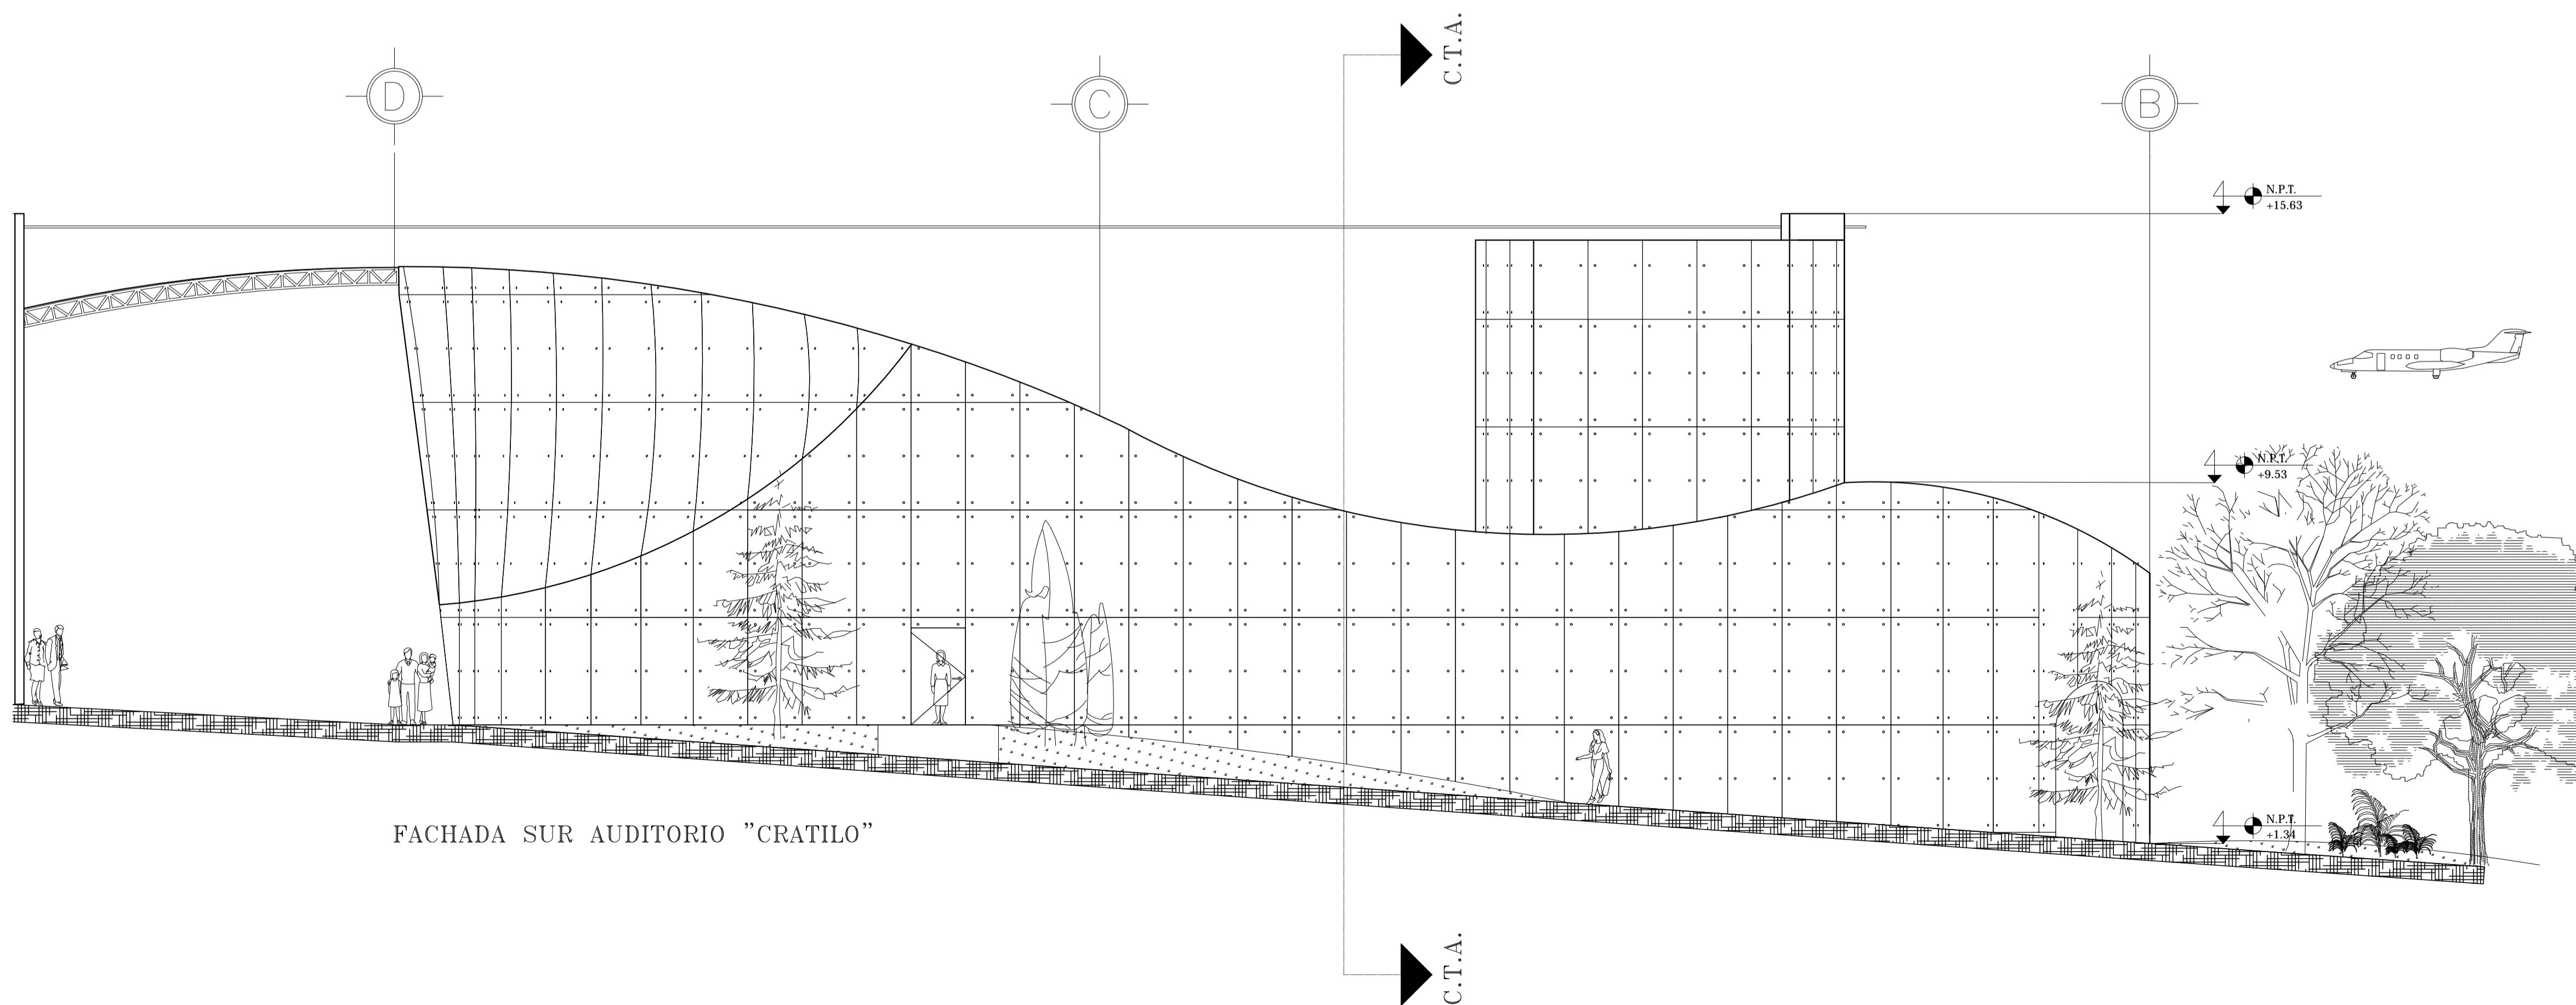 C.T.A.
D
C
B
N.P.T.
+15.63
N.P.T.
+9.53
N.P.T.
+1.34
FACHADA SUR AUDITORIO "CRATILO"
C.T.A.